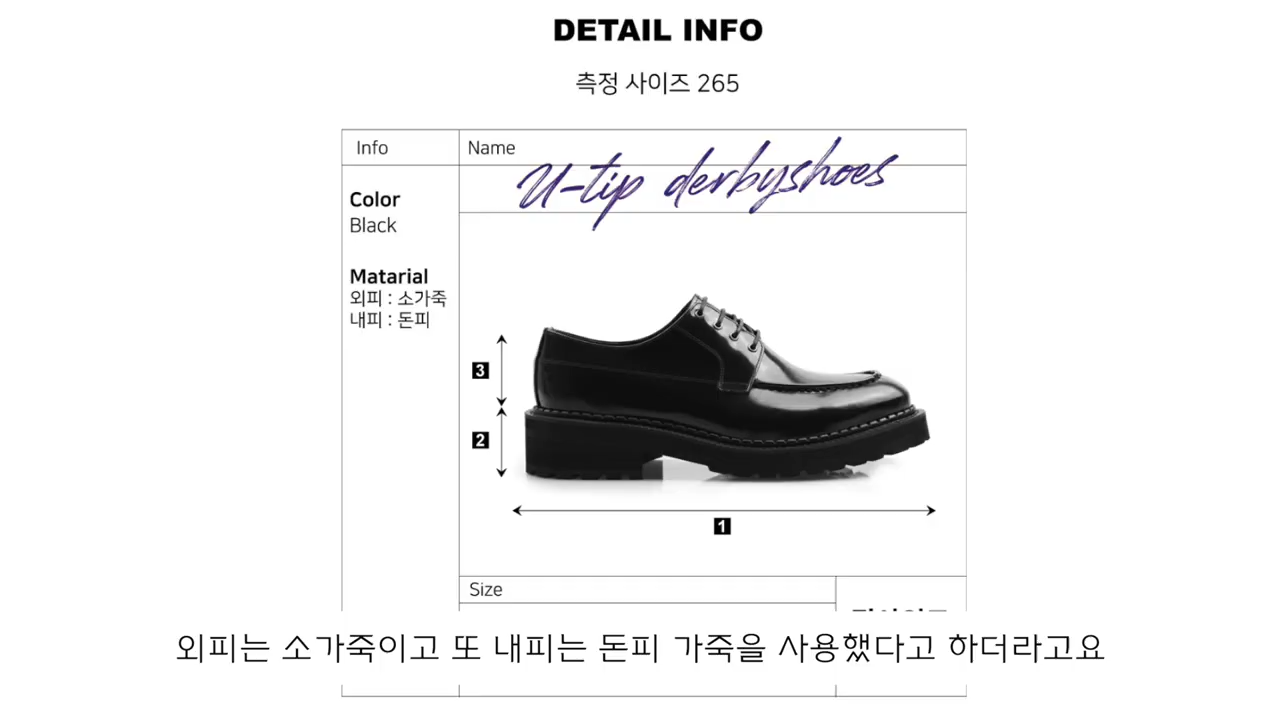 DETAIL INFO
측정 사이즈 265
Info
Name
U-tip derbyshoes
Color
Black
Matarial
외피 : 소가죽
내피 : 돈피
3
2
1
Size
외피는 소가죽이고 또 내피는 돈피 가죽을 사용했다고 하더라고요